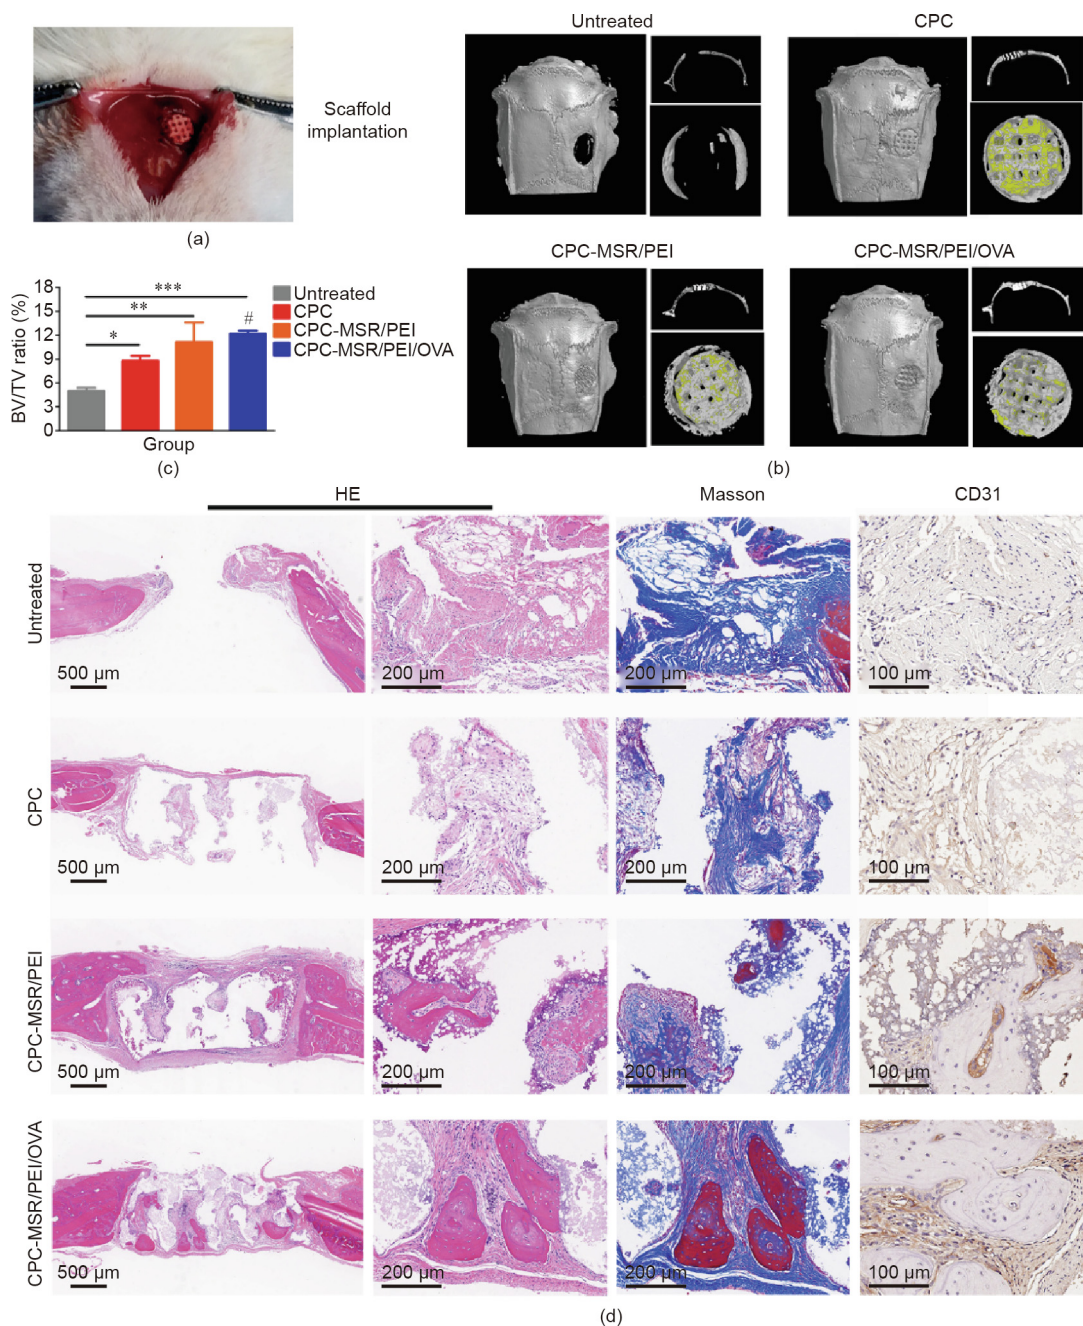 Scaffold
implantation
(a)
Untreated
CPC
CPC-MSR/PEI
CPC-MSR/PEI/OVA
(b)
BV/TV ratio (%)
18
15
12
9
6
3
0
*
**
***
#
Untreated
CPC
CPC-MSR/PEI
CPC-MSR/PEI/OVA
Group
(c)
HE
Masson
CD31
Untreated
500 µm
200 µm
200 µm
100 µm
CPC
500 µm
200 µm
200 µm
100 µm
CPC-MSR/PEI
500 µm
200 µm
200 µm
100 µm
CPC-MSR/PEI/OVA
500 µm
200 µm
200 µm
100 µm
(d)